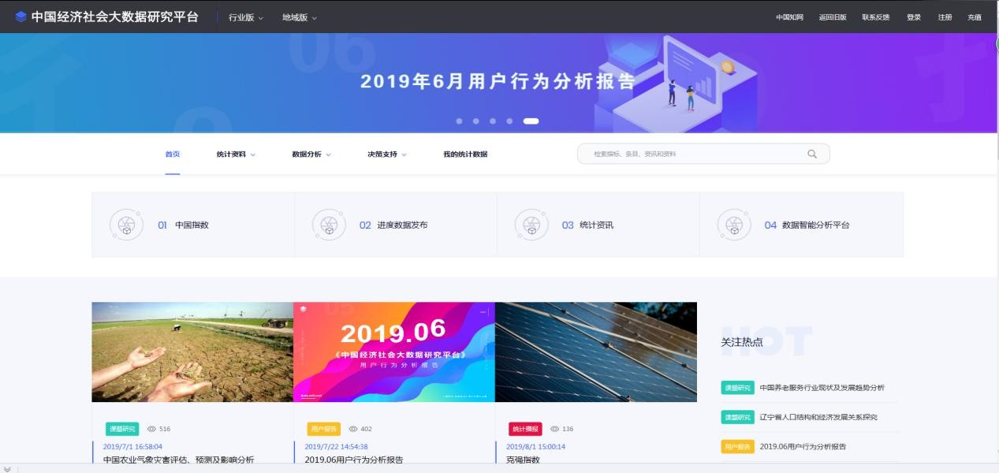 中国经济社会大数据研究平台 行业版 地域版 中国知网 返回旧版 联系反馈 登录 注册 充值
06
2019年6月用户行为分析报告
首页 统计资料 数据分析 决策支持 我的统计数据 检索指标、条目、资讯和资料
01 中国指数 02 进度数据发布 03 统计资讯 04 数据智能分析平台
2019.06
《中国经济社会大数据研究平台》
用户行为分析报告
HOT
关注热点
课题研究 中国养老服务行业现状及发展趋势分析
课题研究 辽宁省人口结构和经济发展关系探究
用户报告 2019.06用户行为分析报告
课题研究 516 用户报告 402 统计播报 136
2019/7/1 16:58:04 2019/7/22 14:54:38 2019/8/1 15:00:14
中国农业气象灾害评估、预测及影响分析 2019.06用户行为分析报告 克强指数